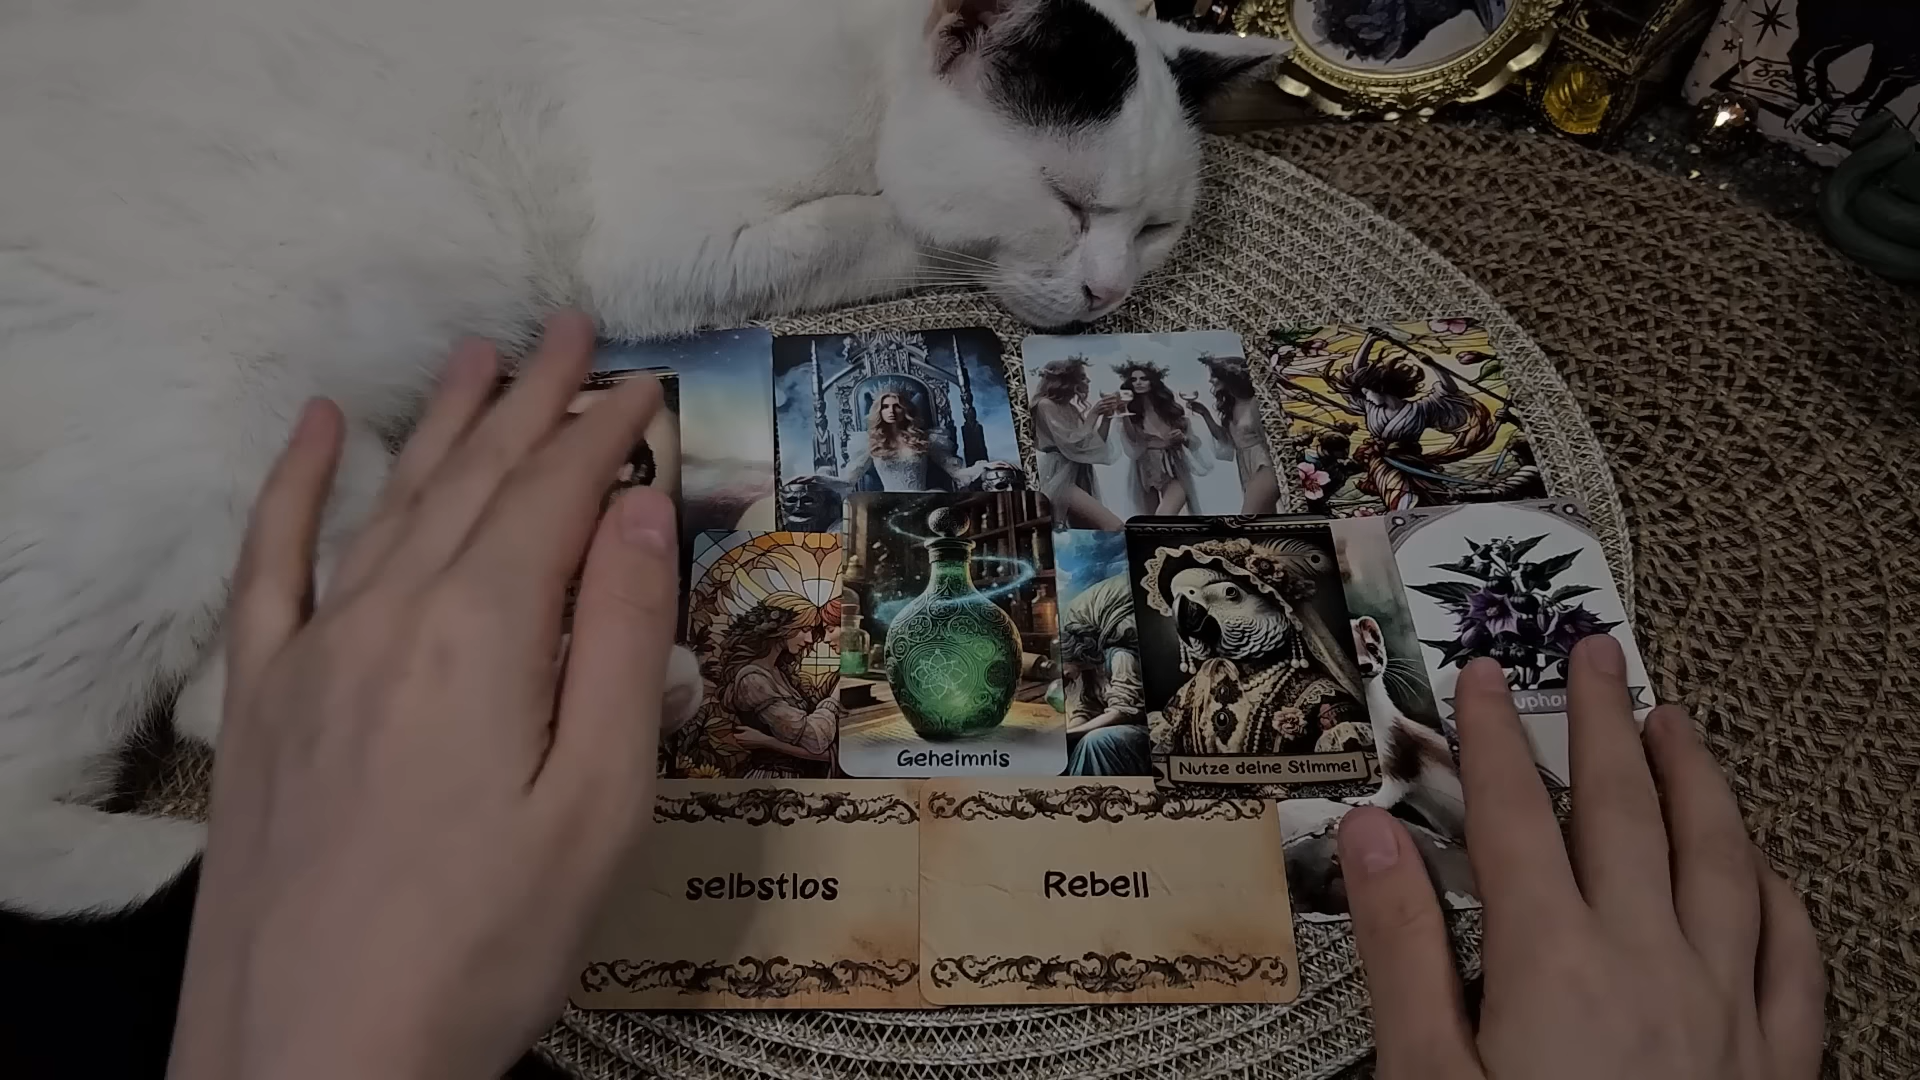 Geheimnis
Nutze deine Stimme!
selbstlos
Rebell